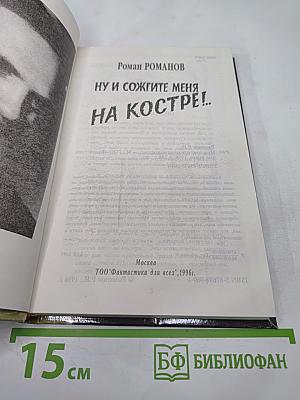 Роман РОМАНОВ
НУ И СОЖГИТЕ МЕНЯ
НА КОСТРЕ!..
Москва
ТОО"Фантастика для всех",1996г.
15 см
БФ БИБЛИОФАН